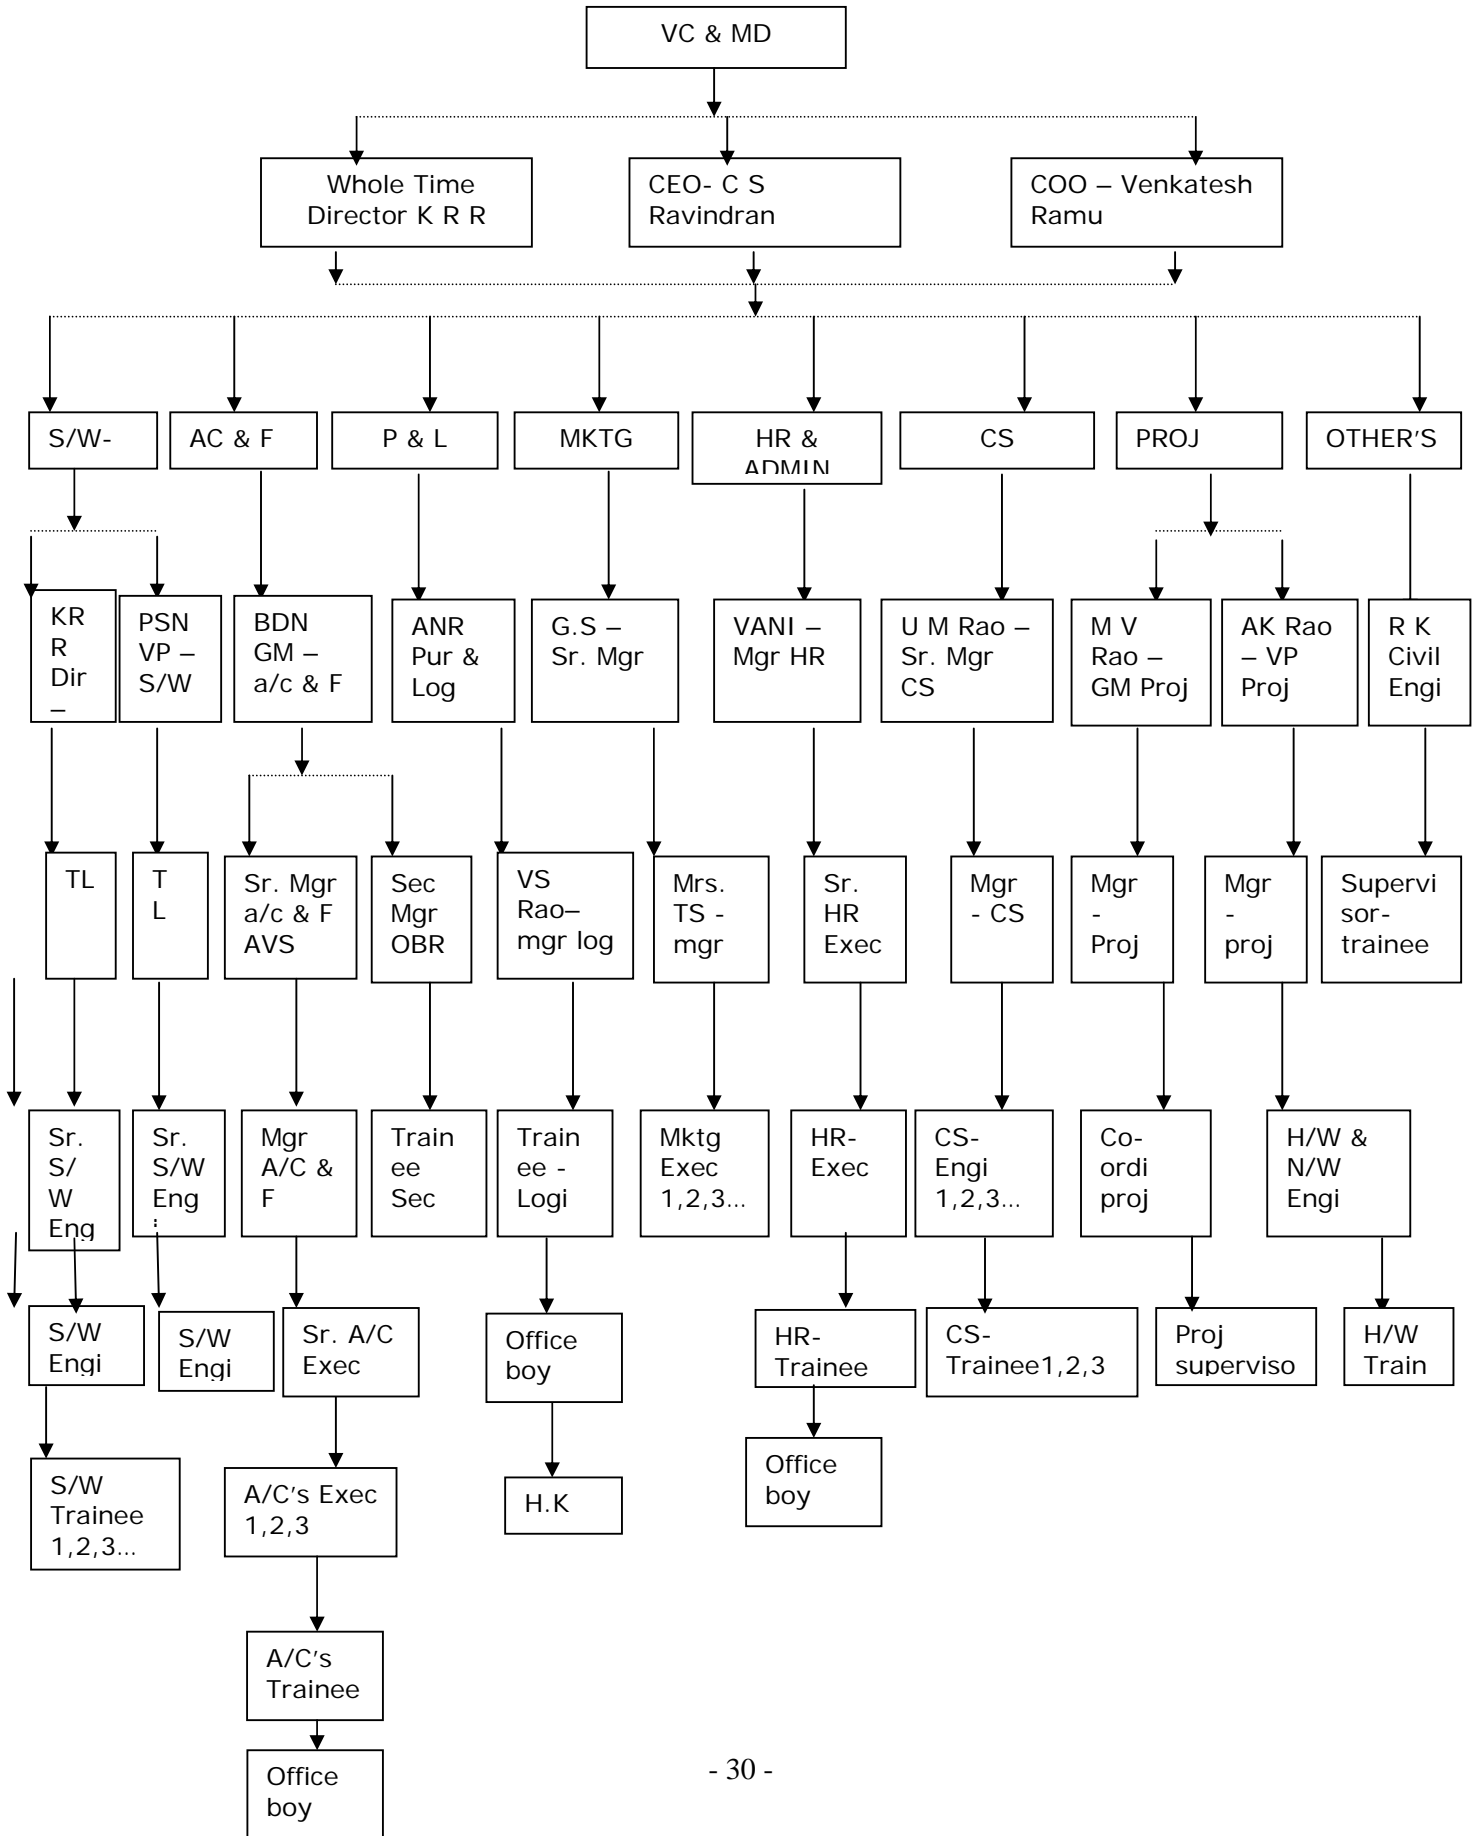 VC & MD
Whole Time
Director K R R
CEO- C S
Ravindran
COO – Venkatesh
Ramu
S/W-
AC & F
P & L
MKTG
HR &
ADMIN
CS
PROJ
OTHER'S
KR
R
Dir
–
PSN
VP –
S/W
BDN
GM –
a/c & F
ANR
Pur &
Log
G.S –
Sr. Mgr
VANI –
Mgr HR
U M Rao –
Sr. Mgr
CS
M V
Rao –
GM Proj
AK Rao
– VP
Proj
R K
Civil
Engi
TL
T
L
Sr. Mgr
a/c & F
AVS
Sec
Mgr
OBR
VS
Rao–
mgr log
Mrs.
TS -
mgr
Sr.
HR
Exec
Mgr
- CS
Mgr
-
Proj
Mgr
-
proj
Supervi
sor-
trainee
Sr.
S/
W
Eng
Sr.
S/W
Eng
i
Mgr
A/C &
F
Train
ee
Sec
Train
ee -
Logi
Mktg
Exec
1,2,3...
HR-
Exec
CS-
Engi
1,2,3...
Co-
ordi
proj
H/W &
N/W
Engi
S/W
Engi
S/W
Engi
Sr. A/C
Exec
Office
boy
HR-
Trainee
CS-
Trainee1,2,3
Proj
superviso
H/W
Train
S/W
Trainee
1,2,3...
A/C's Exec
1,2,3
H.K
Office
boy
A/C's
Trainee
Office
boy
- 30 -